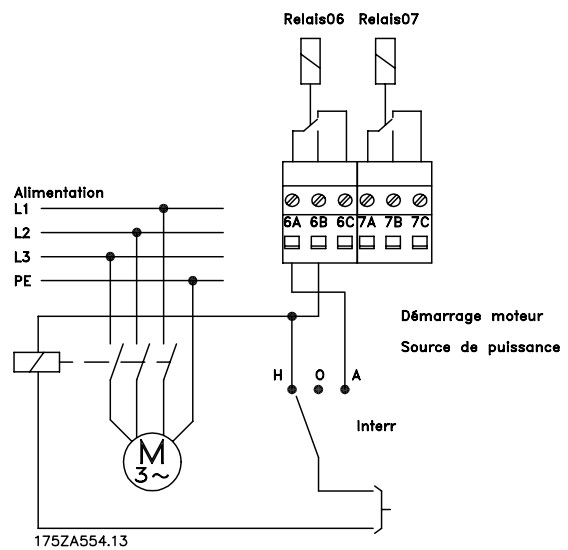 Relais06 Relais07
Alimentation
L1
L2
L3
PE
6A 6B 6C 7A 7B 7C
Démarrage moteur
Source de puissance
H O A
Interr
M
3~
175ZA554.13